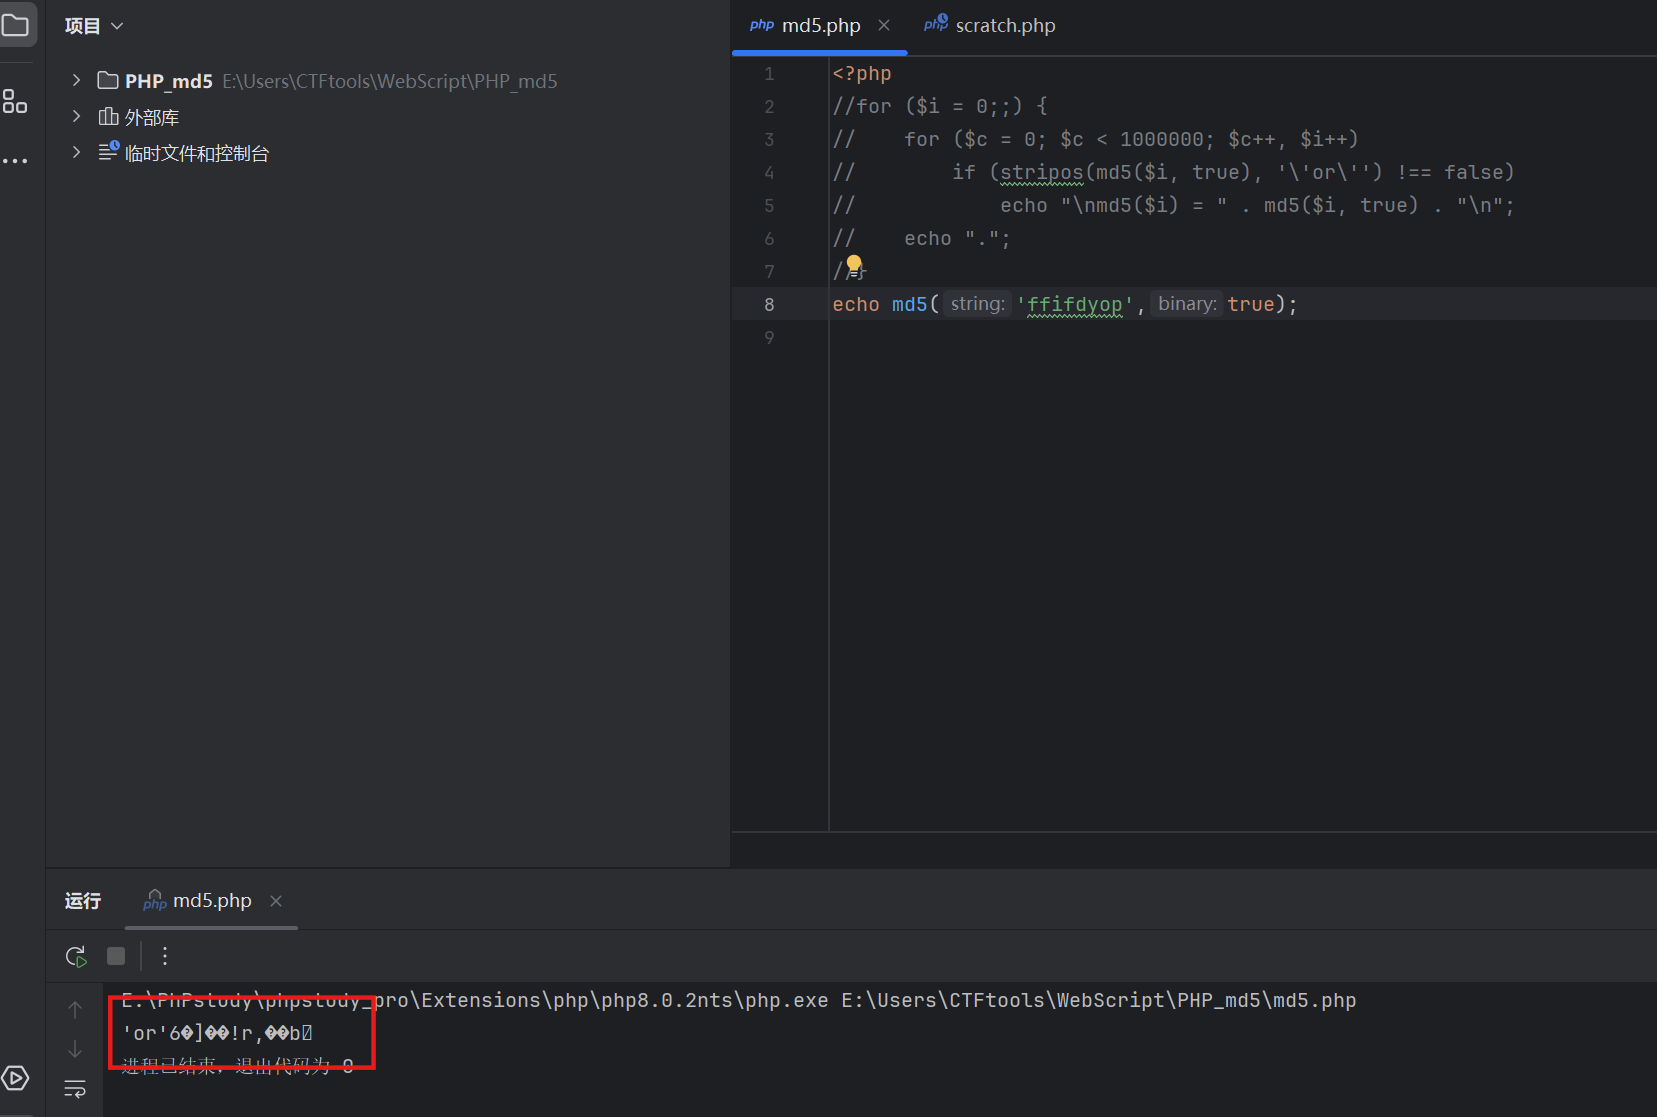 项目
PHP_md5 E:\Users\CTFtools\WebScript\PHP_md5
外部库
临时文件和控制台
php md5.php
php scratch.php
1 <?php
2 //for ($i = 0;;) {
3 //    for ($c = 0; $c < 1000000; $c++, $i++)
4 //        if (stripos(md5($i, true), '\'or\'') !== false)
5 //            echo "\nmd5($i) = " . md5($i, true) . "\n";
6 //    echo ".";
7 //}
8 echo md5( string: 'ffifdyop', binary: true);
9
运行
php md5.php
E:\PhPstudy\phpstudy_pro\Extensions\php\php8.0.2nts\php.exe E:\Users\CTFtools\WebScript\PHP_md5\md5.php
'or'6�]��!r,��b
进程已结束，退出代码为 0